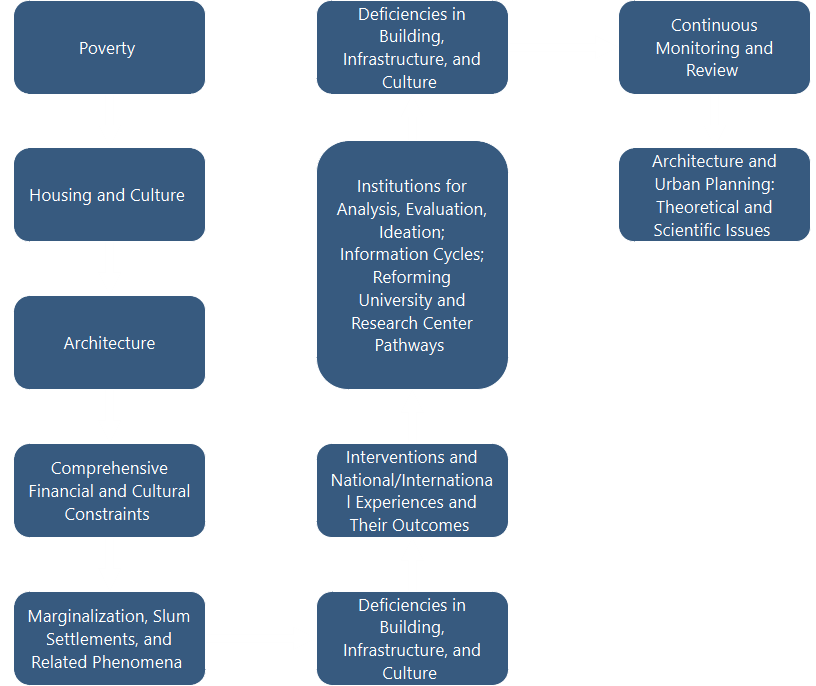 Poverty
Deficiencies in
Building,
Infrastructure, and
Culture
Continuous
Monitoring and
Review
Housing and Culture
Institutions for
Analysis, Evaluation,
Ideation;
Information Cycles;
Reforming
University and
Research Center
Pathways
Architecture and
Urban Planning:
Theoretical and
Scientific Issues
Architecture
Comprehensive
Financial and Cultural
Constraints
Interventions and
National/Internationa
l Experiences and
Their Outcomes
Marginalization, Slum
Settlements, and
Related Phenomena
Deficiencies in
Building,
Infrastructure, and
Culture